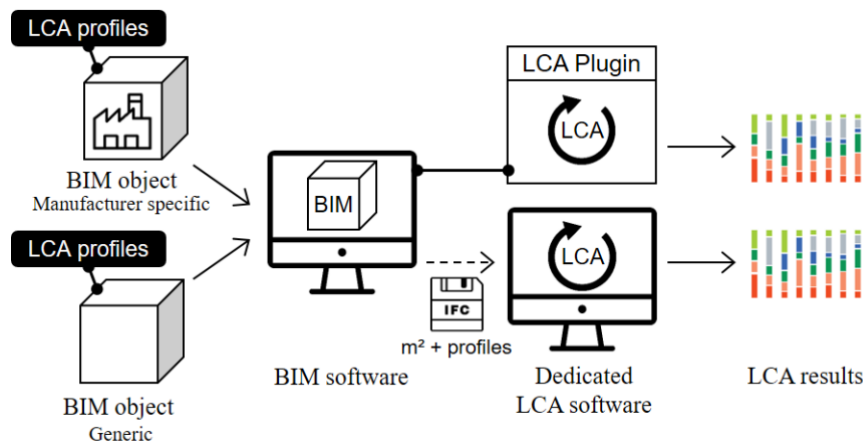 LCA profiles
BIM object
Manufacturer specific
LCA profiles
BIM object
Generic
BIM
BIM software
IFC
m² + profiles
LCA Plugin
LCA
LCA
Dedicated
LCA software
LCA results